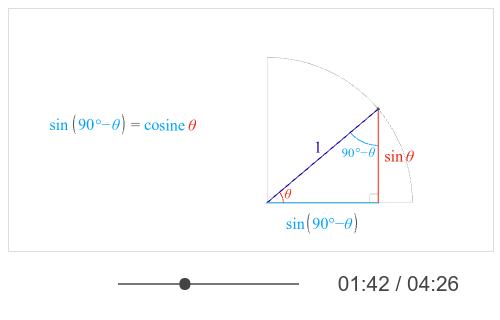 sin(90°−θ) = cosine θ
1
90°−θ
sin θ
θ
sin(90°−θ)
01:42 / 04:26